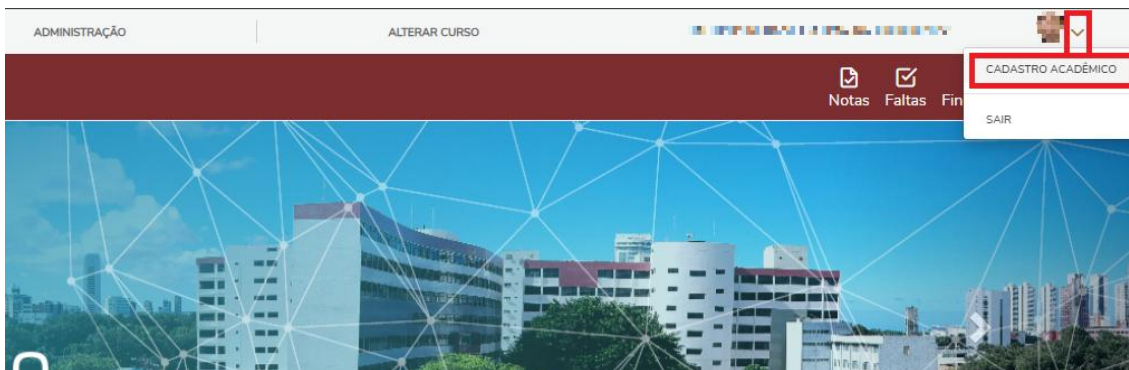 ADMINISTRAÇÃO
ALTERAR CURSO
CADASTRO ACADÊMICO
Notas Faltas Fin
SAIR